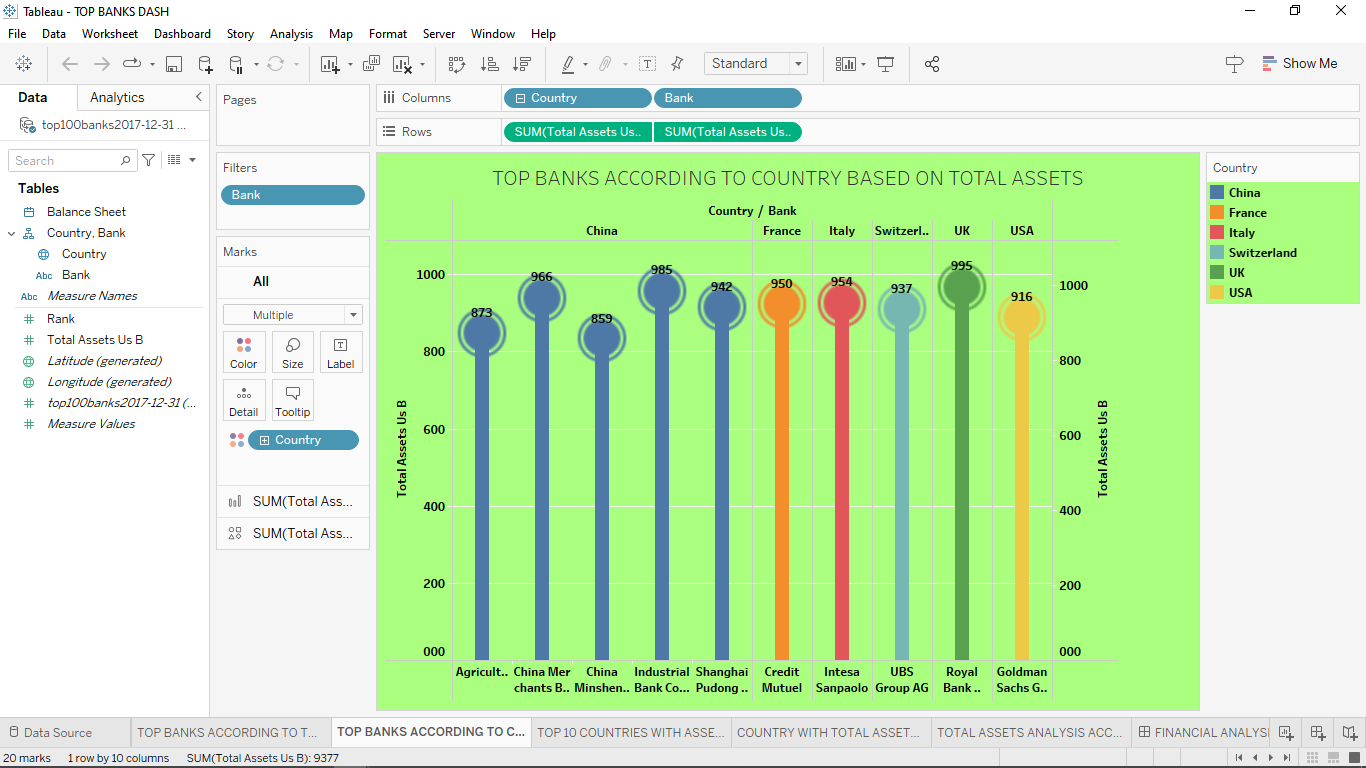 Tableau - TOP BANKS DASH
File Data Worksheet Dashboard Story Analysis Map Format Server Window Help
Standard
Show Me
Data Analytics
top100banks2017-12-31 ...
Search
Tables
Balance Sheet
Country, Bank
Country
Abc Bank
Abc Measure Names
Rank
Total Assets Us B
Latitude (generated)
Longitude (generated)
top100banks2017-12-31 (...
Measure Values
Pages
Filters
Bank
Marks
All
Multiple
Color Size Label
Detail Tooltip
Country
SUM(Total Ass...
SUM(Total Ass...
Columns Country Bank
Rows SUM(Total Assets Us.. SUM(Total Assets Us..
TOP BANKS ACCORDING TO COUNTRY BASED ON TOTAL ASSETS
Country / Bank
China France Italy Switzerl.. UK USA
1000
800
600
400
200
000
Total Assets Us B
873 966 859 985 942 950 954 937 995 916
1000
800
600
400
200
000
Total Assets Us B
Agricult.. China Mer China Industrial Shanghai Credit Intesa UBS Royal Goldman
chants B.. Minshen.. Bank Co... Pudong .. Mutuel Sanpaolo Group AG Bank .. Sachs G..
Country
China
France
Italy
Switzerland
UK
USA
Data Source TOP BANKS ACCORDING TO T... TOP BANKS ACCORDING TO C... TOP 10 COUNTRIES WITH ASSE... COUNTRY WITH TOTAL ASSET... TOTAL ASSETS ANALYSIS ACC... FINANCIAL ANALYSI
20 marks 1 row by 10 columns SUM(Total Assets Us B): 9377